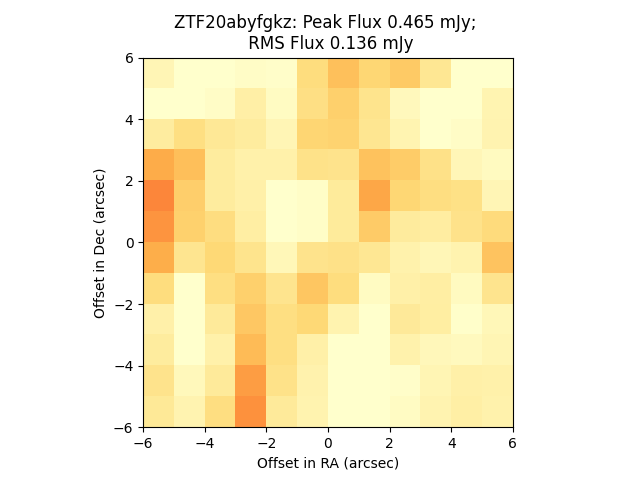 ZTF20abyfgkz: Peak Flux 0.465 mJy;
RMS Flux 0.136 mJy
6
4
2
0
−2
−4
−6
Offset in Dec (arcsec)
−6 −4 −2 0 2 4 6
Offset in RA (arcsec)